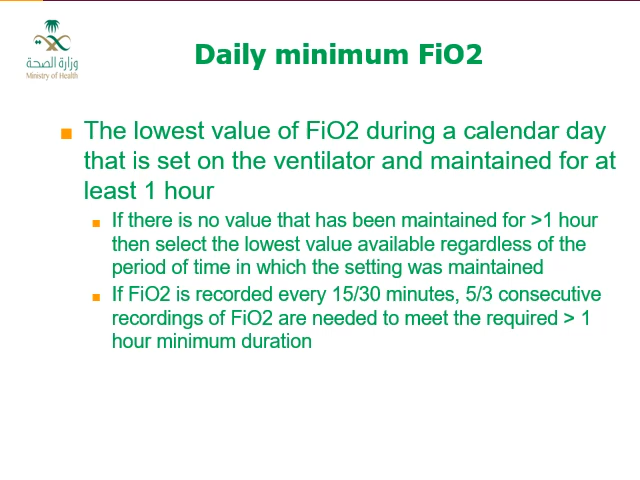 وزارة الصحة
Ministry of Health
Daily minimum FiO2
The lowest value of FiO2 during a calendar day
that is set on the ventilator and maintained for at
least 1 hour
If there is no value that has been maintained for >1 hour
then select the lowest value available regardless of the
period of time in which the setting was maintained
If FiO2 is recorded every 15/30 minutes, 5/3 consecutive
recordings of FiO2 are needed to meet the required > 1
hour minimum duration